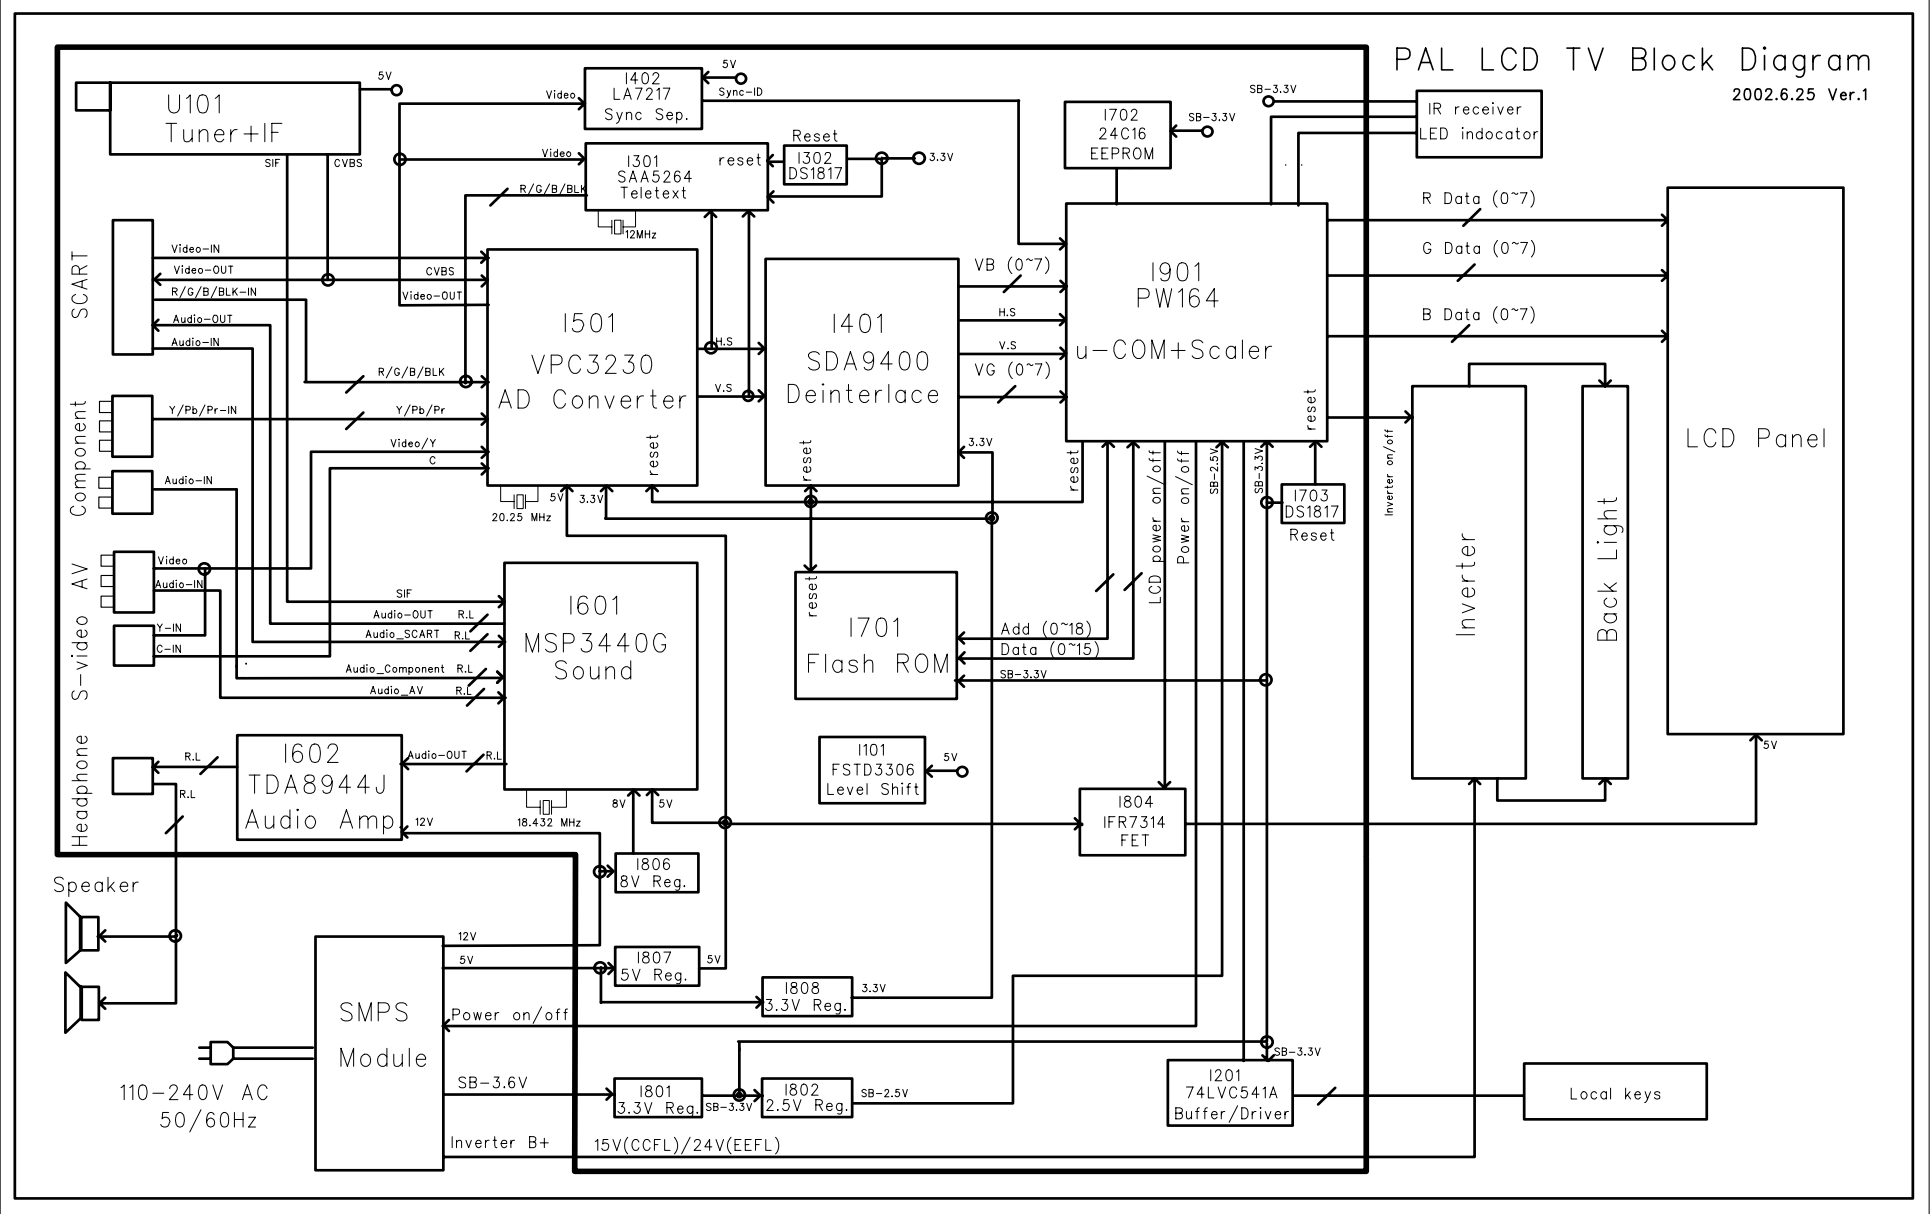 PAL LCD TV Block Diagram
2002.6.25 Ver.1
5V
U101
Tuner+IF
SIF
CVBS
Video
I402
LA7217
Sync Sep.
5V
Sync-ID
Video
I301
SAA5264
Teletext
reset
Reset
I302
DS1817
3.3V
R/G/B/BLK
12MHz
I702
24C16
EEPROM
SB-3.3V
SB-3.3V
IR receiver
LED indocator
SCART
Video-IN
Video-OUT
R/G/B/BLK-IN
Audio-OUT
Audio-IN
CVBS
Video-OUT
R/G/B/BLK
Y/Pb/Pr
Video/Y
C
I501
VPC3230
AD Converter
reset
H.S
V.S
5V
3.3V
20.25 MHz
I401
SDA9400
Deinterlace
reset
3.3V
VB (0~7)
H.S
V.S
VG (0~7)
I901
PW164
u-COM+Scaler
reset
R Data (0~7)
G Data (0~7)
B Data (0~7)
LCD Panel
5V
Inverter on/off
Inverter
Back Light
reset
LCD power on/off
Power on/off
SB-2.5V
SB-3.3V
I703
DS1817
Reset
Component
Y/Pb/Pr-IN
Audio-IN
AV
Video
Audio-IN
S-video
Y-IN
C-IN
SIF
Audio-OUT R.L
Audio_SCART R.L
Audio_Component R.L
Audio_AV R.L
I601
MSP3440G
Sound
Audio-OUT R.L
18.432 MHz
8V
5V
reset
I701
Flash ROM
Add (0~18)
Data (0~15)
SB-3.3V
I101
FSTD3306
Level Shift
5V
I804
IFR7314
FET
Headphone
R.L
R.L
I602
TDA8944J
Audio Amp
12V
I806
8V Reg.
Speaker
12V
5V
I807
5V Reg.
5V
I808
3.3V Reg.
3.3V
SMPS
Module
Power on/off
SB-3.6V
I801
3.3V Reg.
SB-3.3V
I802
2.5V Reg.
SB-2.5V
SB-3.3V
I201
74LVC541A
Buffer/Driver
Local keys
110-240V AC
50/60Hz
Inverter B+
15V(CCFL)/24V(EEFL)